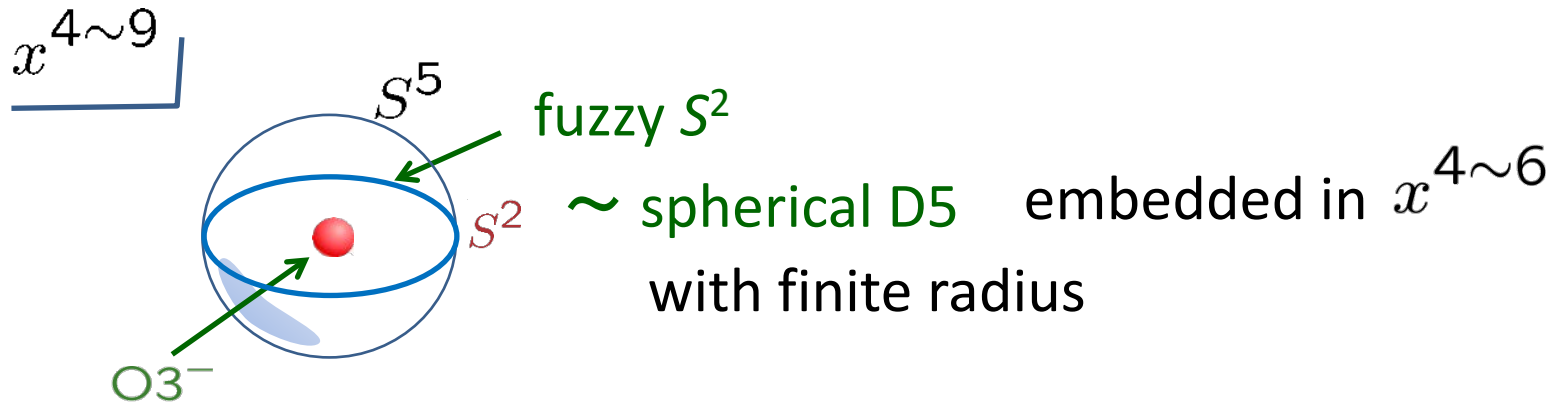 x^{4∼9}
S^5
fuzzy S^2
∼ spherical D5 embedded in x^{4∼6}
S^2
with finite radius
O3^−